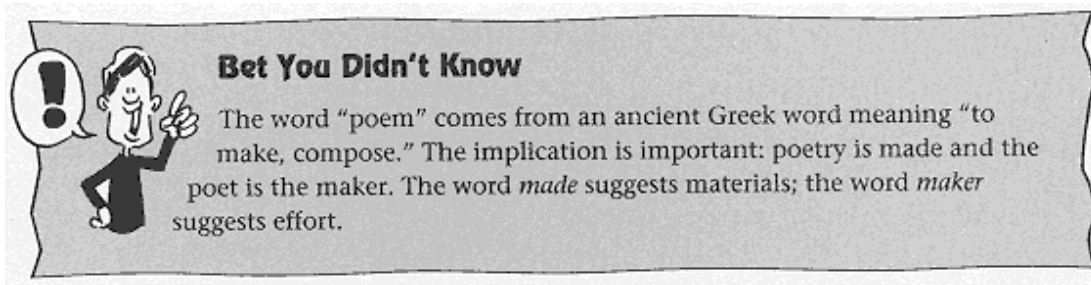 !
Bet You Didn't Know
The word "poem" comes from an ancient Greek word meaning "to
make, compose." The implication is important: poetry is made and the
poet is the maker. The word made suggests materials; the word maker
suggests effort.